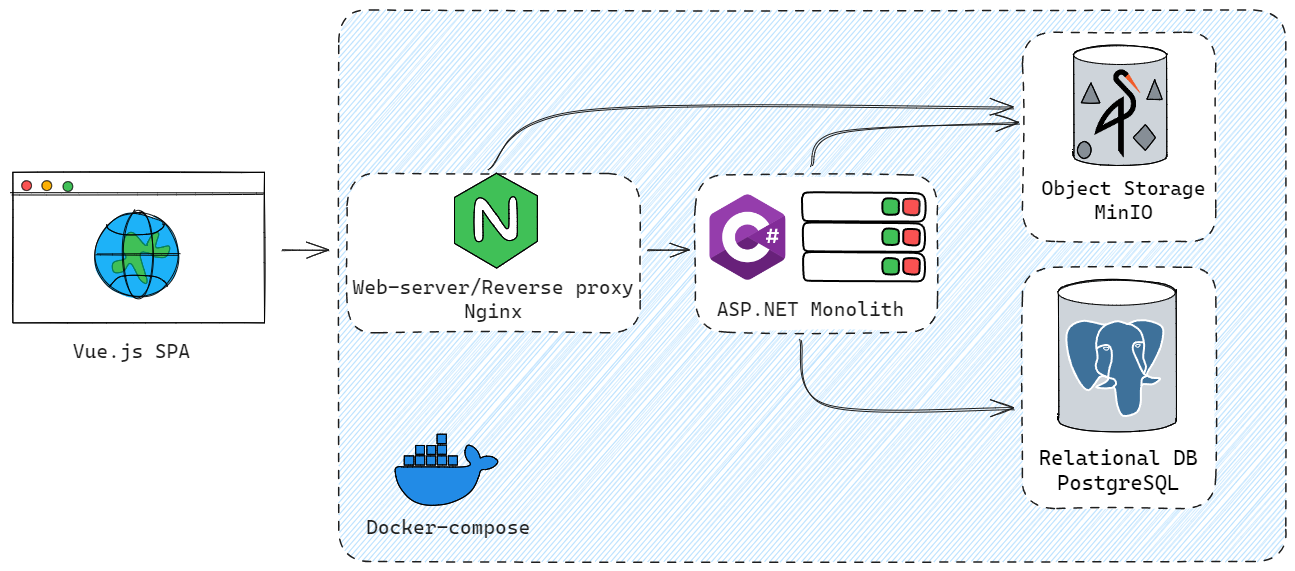 Object Storage
MinIO
N
C#
Web-server/Reverse proxy
Nginx
ASP.NET Monolith
Vue.js SPA
Relational DB
PostgreSQL
Docker-compose